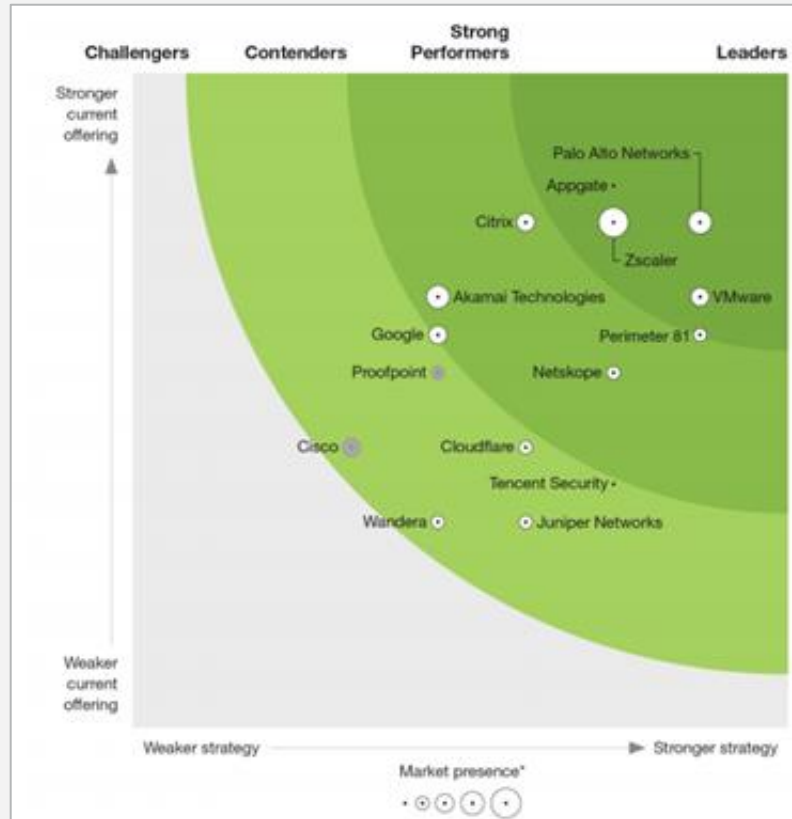 Challengers
Contenders
Strong
Performers
Leaders
Stronger
current
offering
Palo Alto Networks
Appgate
Citrix
Zscaler
Akamai Technologies
VMware
Google
Perimeter 81
Proofpoint
Netskope
Cisco
Cloudflare
Tencent Security
Wandera
Juniper Networks
Weaker
current
offering
Weaker strategy
Stronger strategy
Market presence*